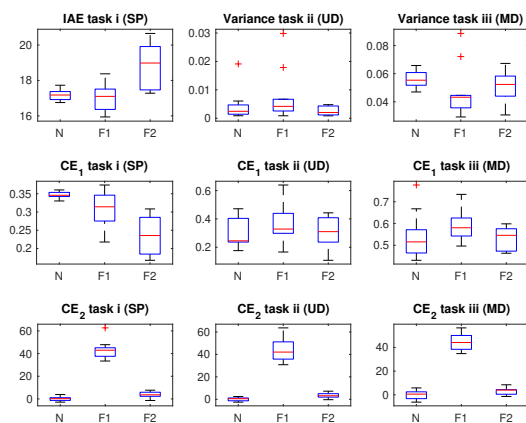 IAE task i (SP)
20
18
16
N F1 F2
Variance task ii (UD)
0.03
0.02
0.01
0
N F1 F2
Variance task iii (MD)
0.08
0.06
0.04
N F1 F2
CE1 task i (SP)
0.35
0.3
0.25
0.2
N F1 F2
CE1 task ii (UD)
0.6
0.4
0.2
N F1 F2
CE1 task iii (MD)
0.7
0.6
0.5
N F1 F2
CE2 task i (SP)
60
40
20
0
N F1 F2
CE2 task ii (UD)
60
40
20
0
N F1 F2
CE2 task iii (MD)
60
40
20
0
N F1 F2